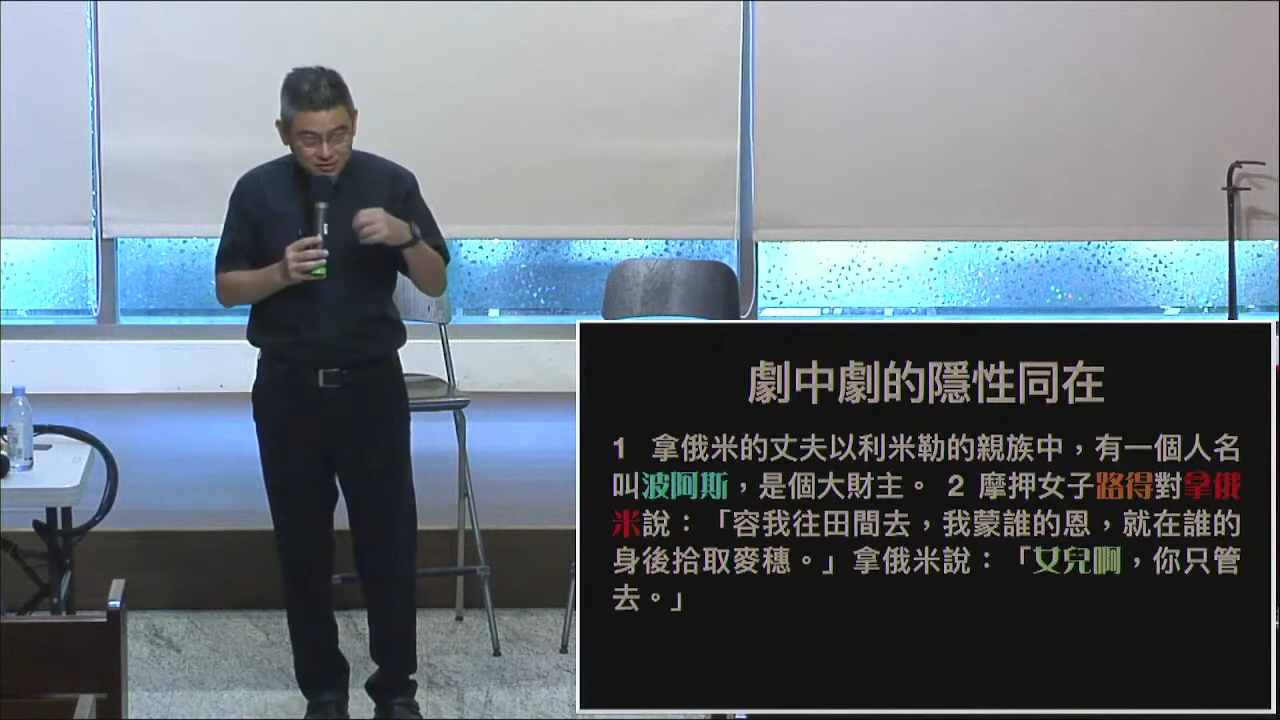 劇中劇的隱性同在
1 拿俄米的丈夫以利米勒的親族中，有一個人名
叫波阿斯，是個大財主。 2 摩押女子路得對拿俄
米說：「容我往田間去，我蒙誰的恩，就在誰的
身後拾取麥穗。」拿俄米說：「女兒啊，你只管
去。」